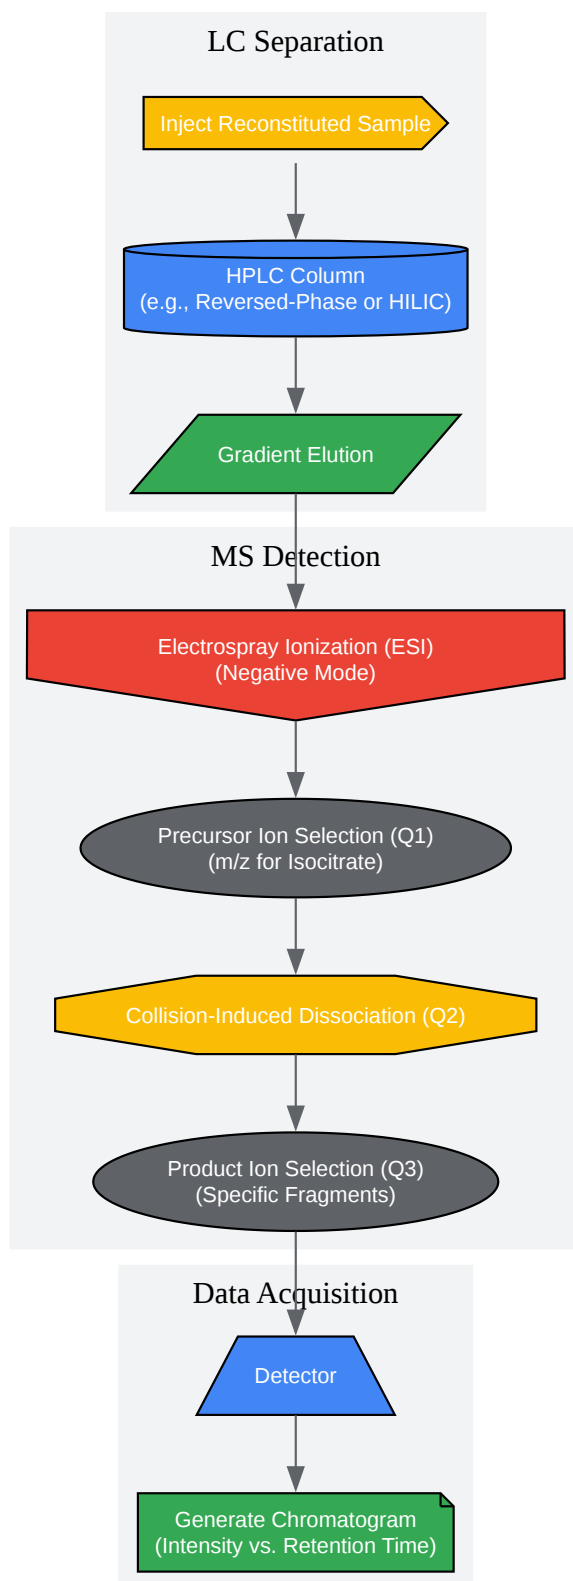 LC Separation
Inject Reconstituted Sample
HPLC Column
(e.g., Reversed-Phase or HILIC)
Gradient Elution
MS Detection
Electrospray Ionization (ESI)
(Negative Mode)
Precursor Ion Selection (Q1)
(m/z for Isocitrate)
Collision-Induced Dissociation (Q2)
Product Ion Selection (Q3)
(Specific Fragments)
Data Acquisition
Detector
Generate Chromatogram
(Intensity vs. Retention Time)